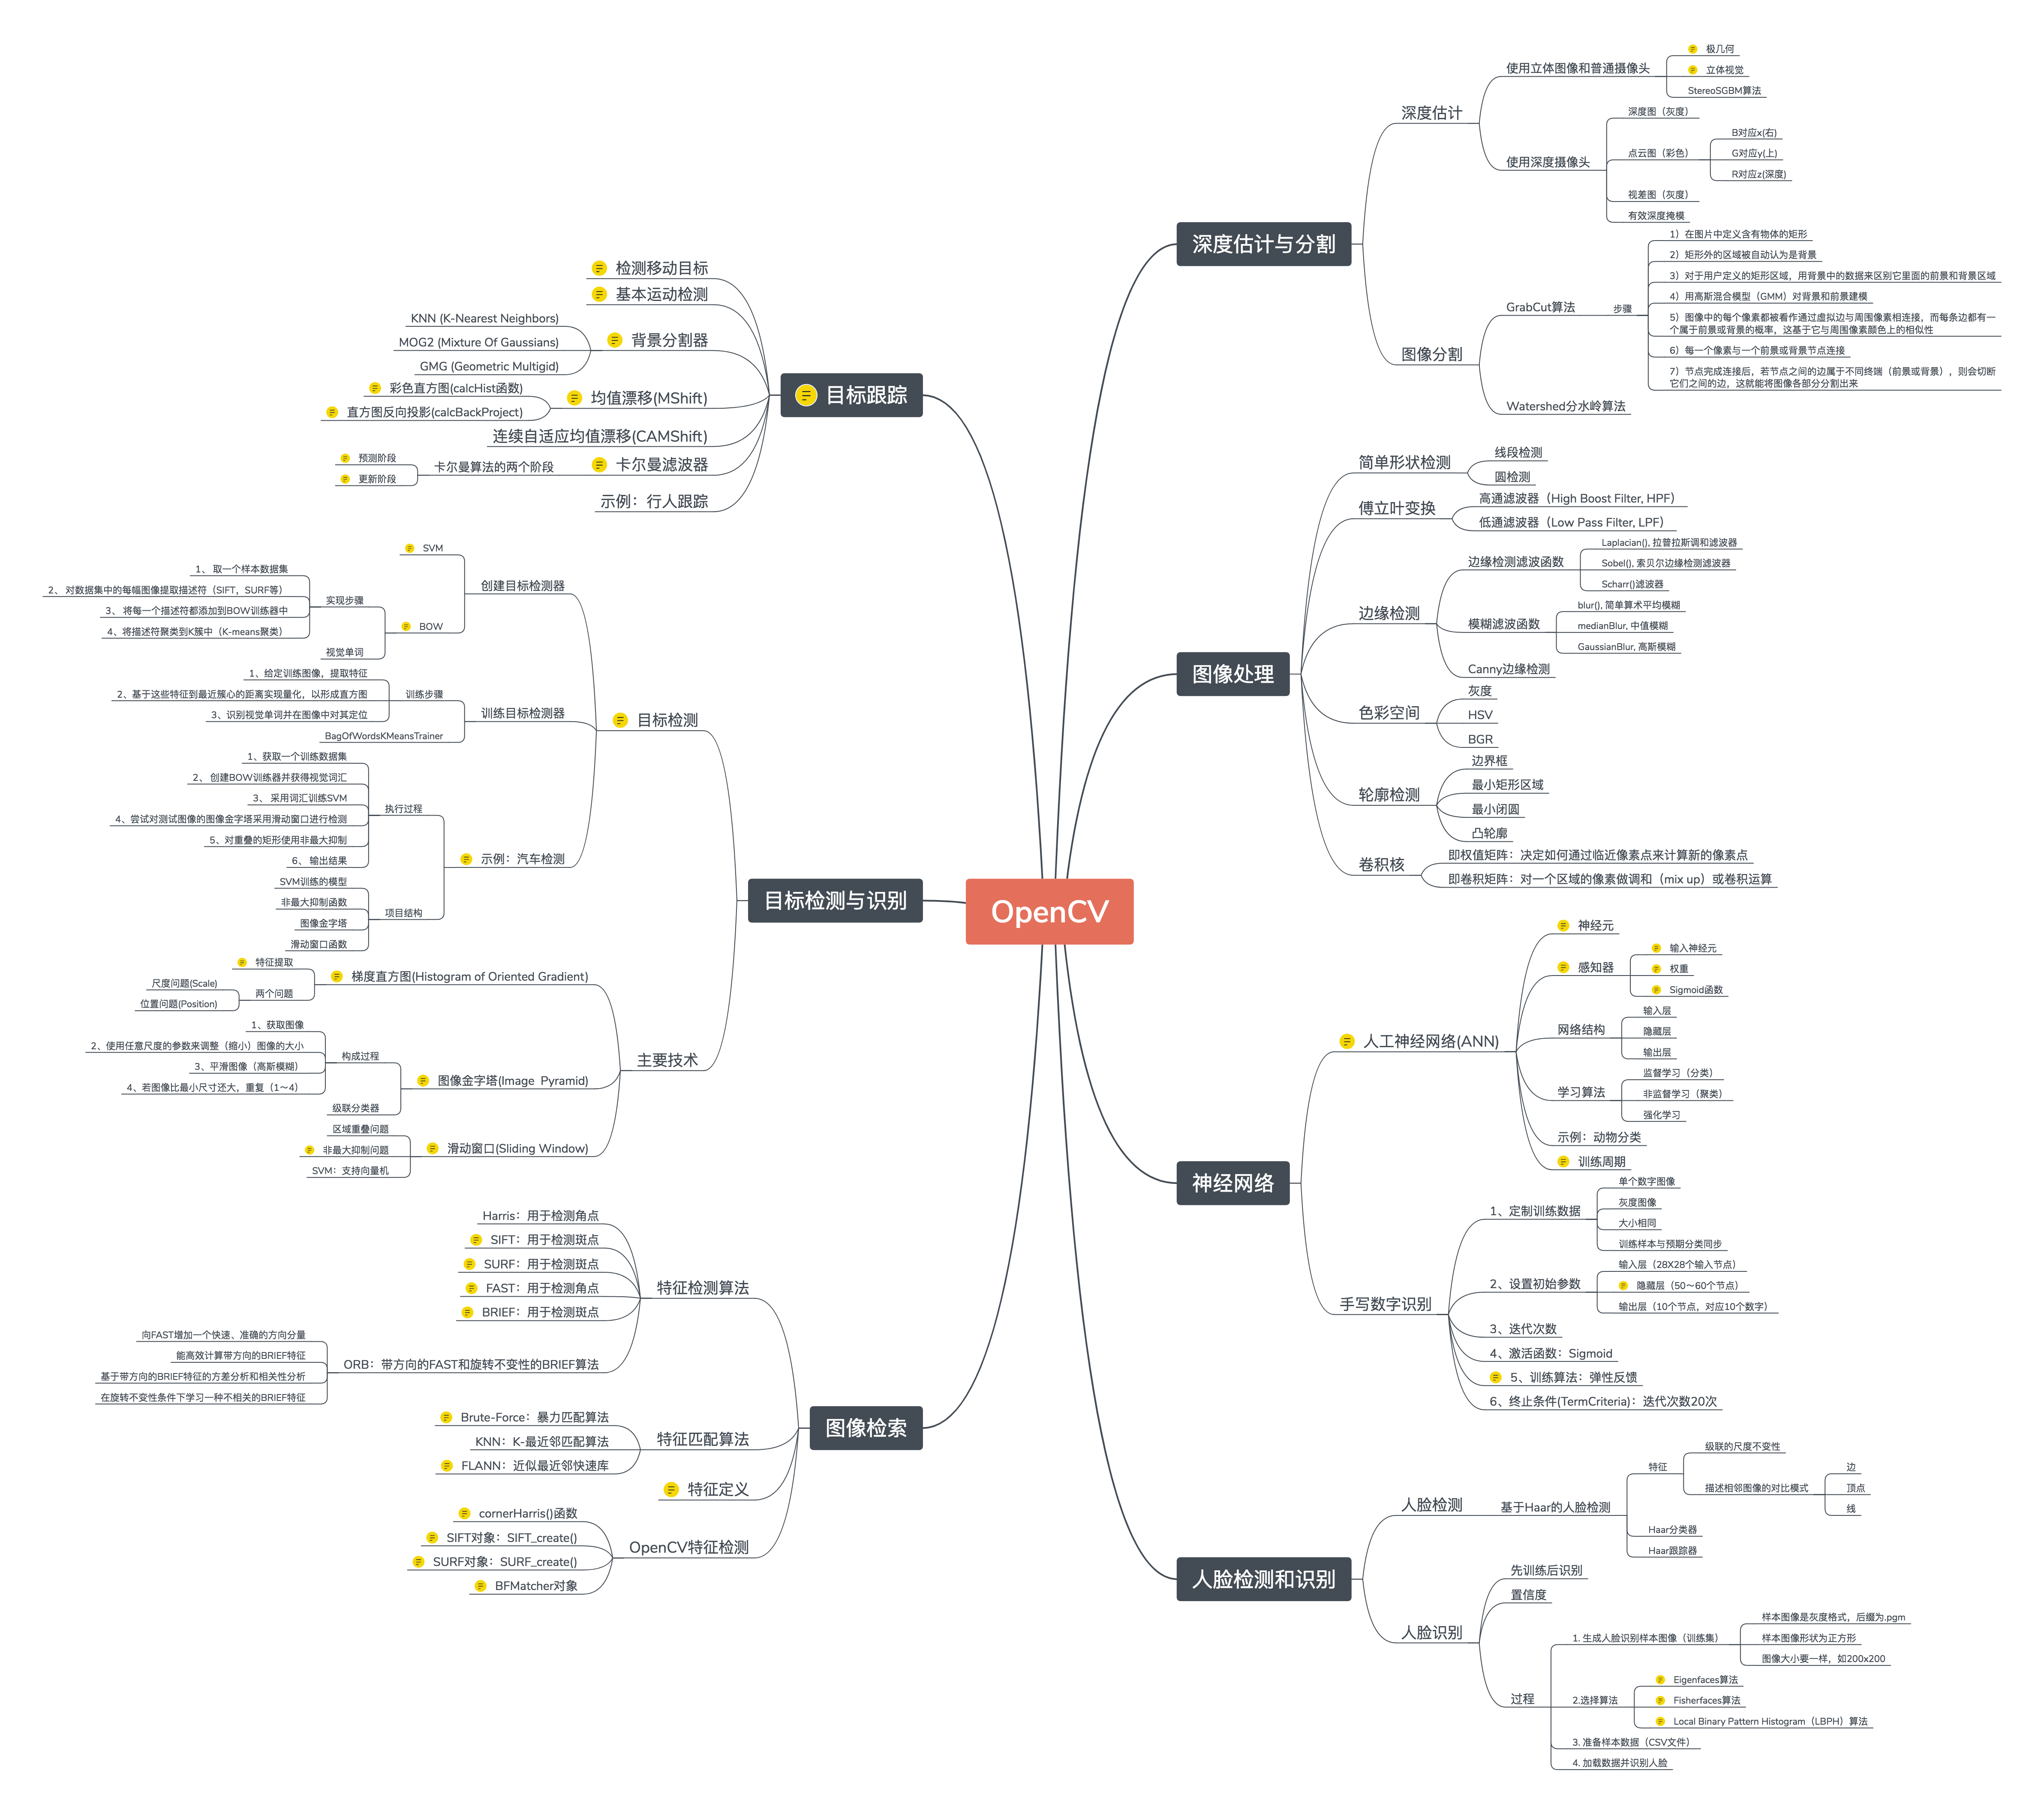 OpenCV
深度估计与分割
深度估计
使用立体图像和普通摄像头
极几何
立体视觉
StereoSGBM算法
使用深度摄像头
深度图（灰度）
点云图（彩色）
B对应x(右)
G对应y(上)
R对应z(深度)
视差图（灰度）
有效深度掩模
图像分割
GrabCut算法
步骤
1）在图片中定义含有物体的矩形
2）矩形外的区域被自动认为是背景
3）对于用户定义的矩形区域，用背景中的数据来区别它里面的前景和背景区域
4）用高斯混合模型（GMM）对背景和前景建模
5）图像中的每个像素都被看作通过虚拟边与周围像素相连接，而每条边都有一
个属于前景或背景的概率，这基于它与周围像素颜色上的相似性
6）每一个像素与一个前景或背景节点连接
7）节点完成连接后，若节点之间的边属于不同终端（前景或背景），则会切断
它们之间的边，这就能将图像各部分分割出来
Watershed分水岭算法
图像处理
简单形状检测
线段检测
圆检测
傅立叶变换
高通滤波器（High Boost Filter, HPF）
低通滤波器（Low Pass Filter, LPF）
边缘检测
边缘检测滤波函数
Laplacian(), 拉普拉斯调和滤波器
Sobel(), 索贝尔边缘检测滤波器
Scharr()滤波器
模糊滤波函数
blur(), 简单算术平均模糊
medianBlur, 中值模糊
GaussianBlur, 高斯模糊
Canny边缘检测
色彩空间
灰度
HSV
BGR
轮廓检测
边界框
最小矩形区域
最小闭圆
凸轮廓
卷积核
即权值矩阵：决定如何通过临近像素点来计算新的像素点
即卷积矩阵：对一个区域的像素做调和（mix up）或卷积运算
神经网络
人工神经网络(ANN)
神经元
感知器
输入神经元
权重
Sigmoid函数
网络结构
输入层
隐藏层
输出层
学习算法
监督学习（分类）
非监督学习（聚类）
强化学习
示例：动物分类
训练周期
手写数字识别
1、定制训练数据
单个数字图像
灰度图像
大小相同
训练样本与预期分类同步
2、设置初始参数
输入层（28X28个输入节点）
隐藏层（50～60个节点）
输出层（10个节点，对应10个数字）
3、迭代次数
4、激活函数：Sigmoid
5、训练算法：弹性反馈
6、终止条件(TermCriteria)：迭代次数20次
人脸检测和识别
人脸检测
基于Haar的人脸检测
特征
级联的尺度不变性
描述相邻图像的对比模式
边
顶点
线
Haar分类器
Haar跟踪器
人脸识别
先训练后识别
置信度
过程
1. 生成人脸识别样本图像（训练集）
样本图像是灰度格式，后缀为.pgm
样本图像形状为正方形
图像大小要一样，如200x200
2.选择算法
Eigenfaces算法
Fisherfaces算法
Local Binary Pattern Histogram（LBPH）算法
3. 准备样本数据（CSV文件）
4. 加载数据并识别人脸
目标跟踪
检测移动目标
基本运动检测
背景分割器
KNN (K-Nearest Neighbors)
MOG2 (Mixture Of Gaussians)
GMG (Geometric Multigid)
均值漂移(MShift)
彩色直方图(calcHist函数)
直方图反向投影(calcBackProject)
连续自适应均值漂移(CAMShift)
卡尔曼滤波器
卡尔曼算法的两个阶段
预测阶段
更新阶段
示例：行人跟踪
目标检测与识别
目标检测
创建目标检测器
SVM
BOW
实现步骤
1、 取一个样本数据集
2、 对数据集中的每幅图像提取描述符（SIFT，SURF等）
3、 将每一个描述符都添加到BOW训练器中
4、将描述符聚类到K簇中（K-means聚类）
视觉单词
训练目标检测器
训练步骤
1、给定训练图像，提取特征
2、基于这些特征到最近簇心的距离实现量化，以形成直方图
3、识别视觉单词并在图像中对其定位
BagOfWordsKMeansTrainer
示例：汽车检测
执行过程
1、获取一个训练数据集
2、 创建BOW训练器并获得视觉词汇
3、 采用词汇训练SVM
4、尝试对测试图像的图像金字塔采用滑动窗口进行检测
5、对重叠的矩形使用非最大抑制
6、 输出结果
项目结构
SVM训练的模型
非最大抑制函数
图像金字塔
滑动窗口函数
主要技术
梯度直方图(Histogram of Oriented Gradient)
特征提取
两个问题
尺度问题(Scale)
位置问题(Position)
图像金字塔(Image  Pyramid)
构成过程
1、获取图像
2、使用任意尺度的参数来调整（缩小）图像的大小
3、平滑图像（高斯模糊）
4、若图像比最小尺寸还大，重复（1～4）
级联分类器
滑动窗口(Sliding Window)
区域重叠问题
非最大抑制问题
SVM：支持向量机
图像检索
特征检测算法
Harris：用于检测角点
SIFT：用于检测斑点
SURF：用于检测斑点
FAST：用于检测角点
BRIEF：用于检测斑点
ORB：带方向的FAST和旋转不变性的BRIEF算法
向FAST增加一个快速、准确的方向分量
能高效计算带方向的BRIEF特征
基于带方向的BRIEF特征的方差分析和相关性分析
在旋转不变性条件下学习一种不相关的BRIEF特征
特征匹配算法
Brute-Force：暴力匹配算法
KNN：K-最近邻匹配算法
FLANN：近似最近邻快速库
特征定义
OpenCV特征检测
cornerHarris()函数
SIFT对象：SIFT_create()
SURF对象：SURF_create()
BFMatcher对象